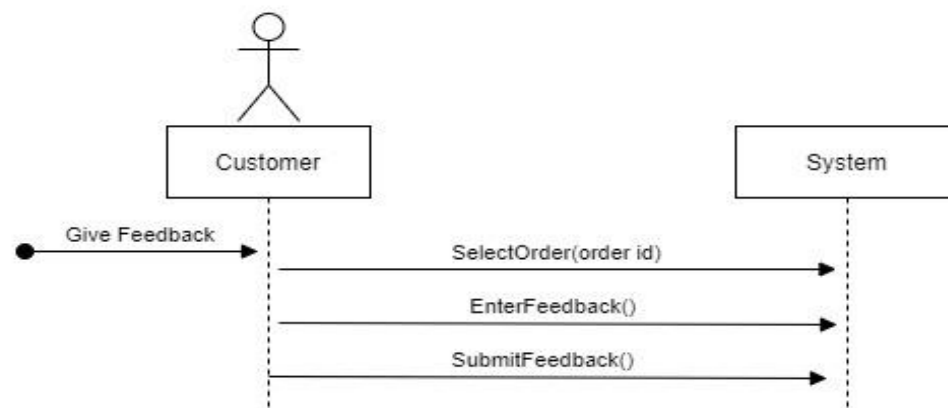 Customer
System
Give Feedback
SelectOrder(order id)
EnterFeedback()
SubmitFeedback()